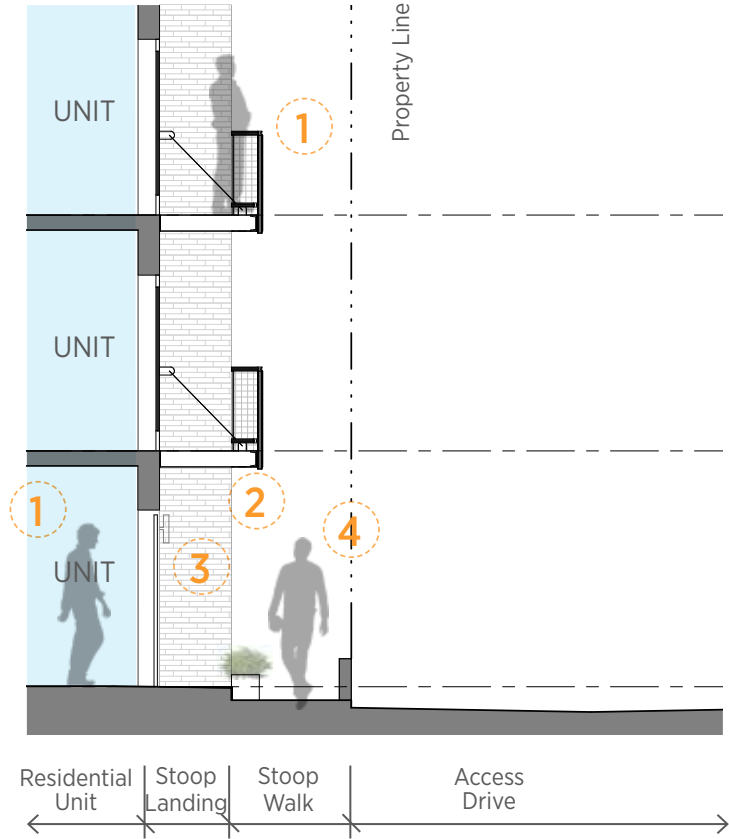 Property Line
UNIT
1
UNIT
1
2
4
3
UNIT
Residential
Unit
Stoop
Landing
Stoop
Walk
Access
Drive